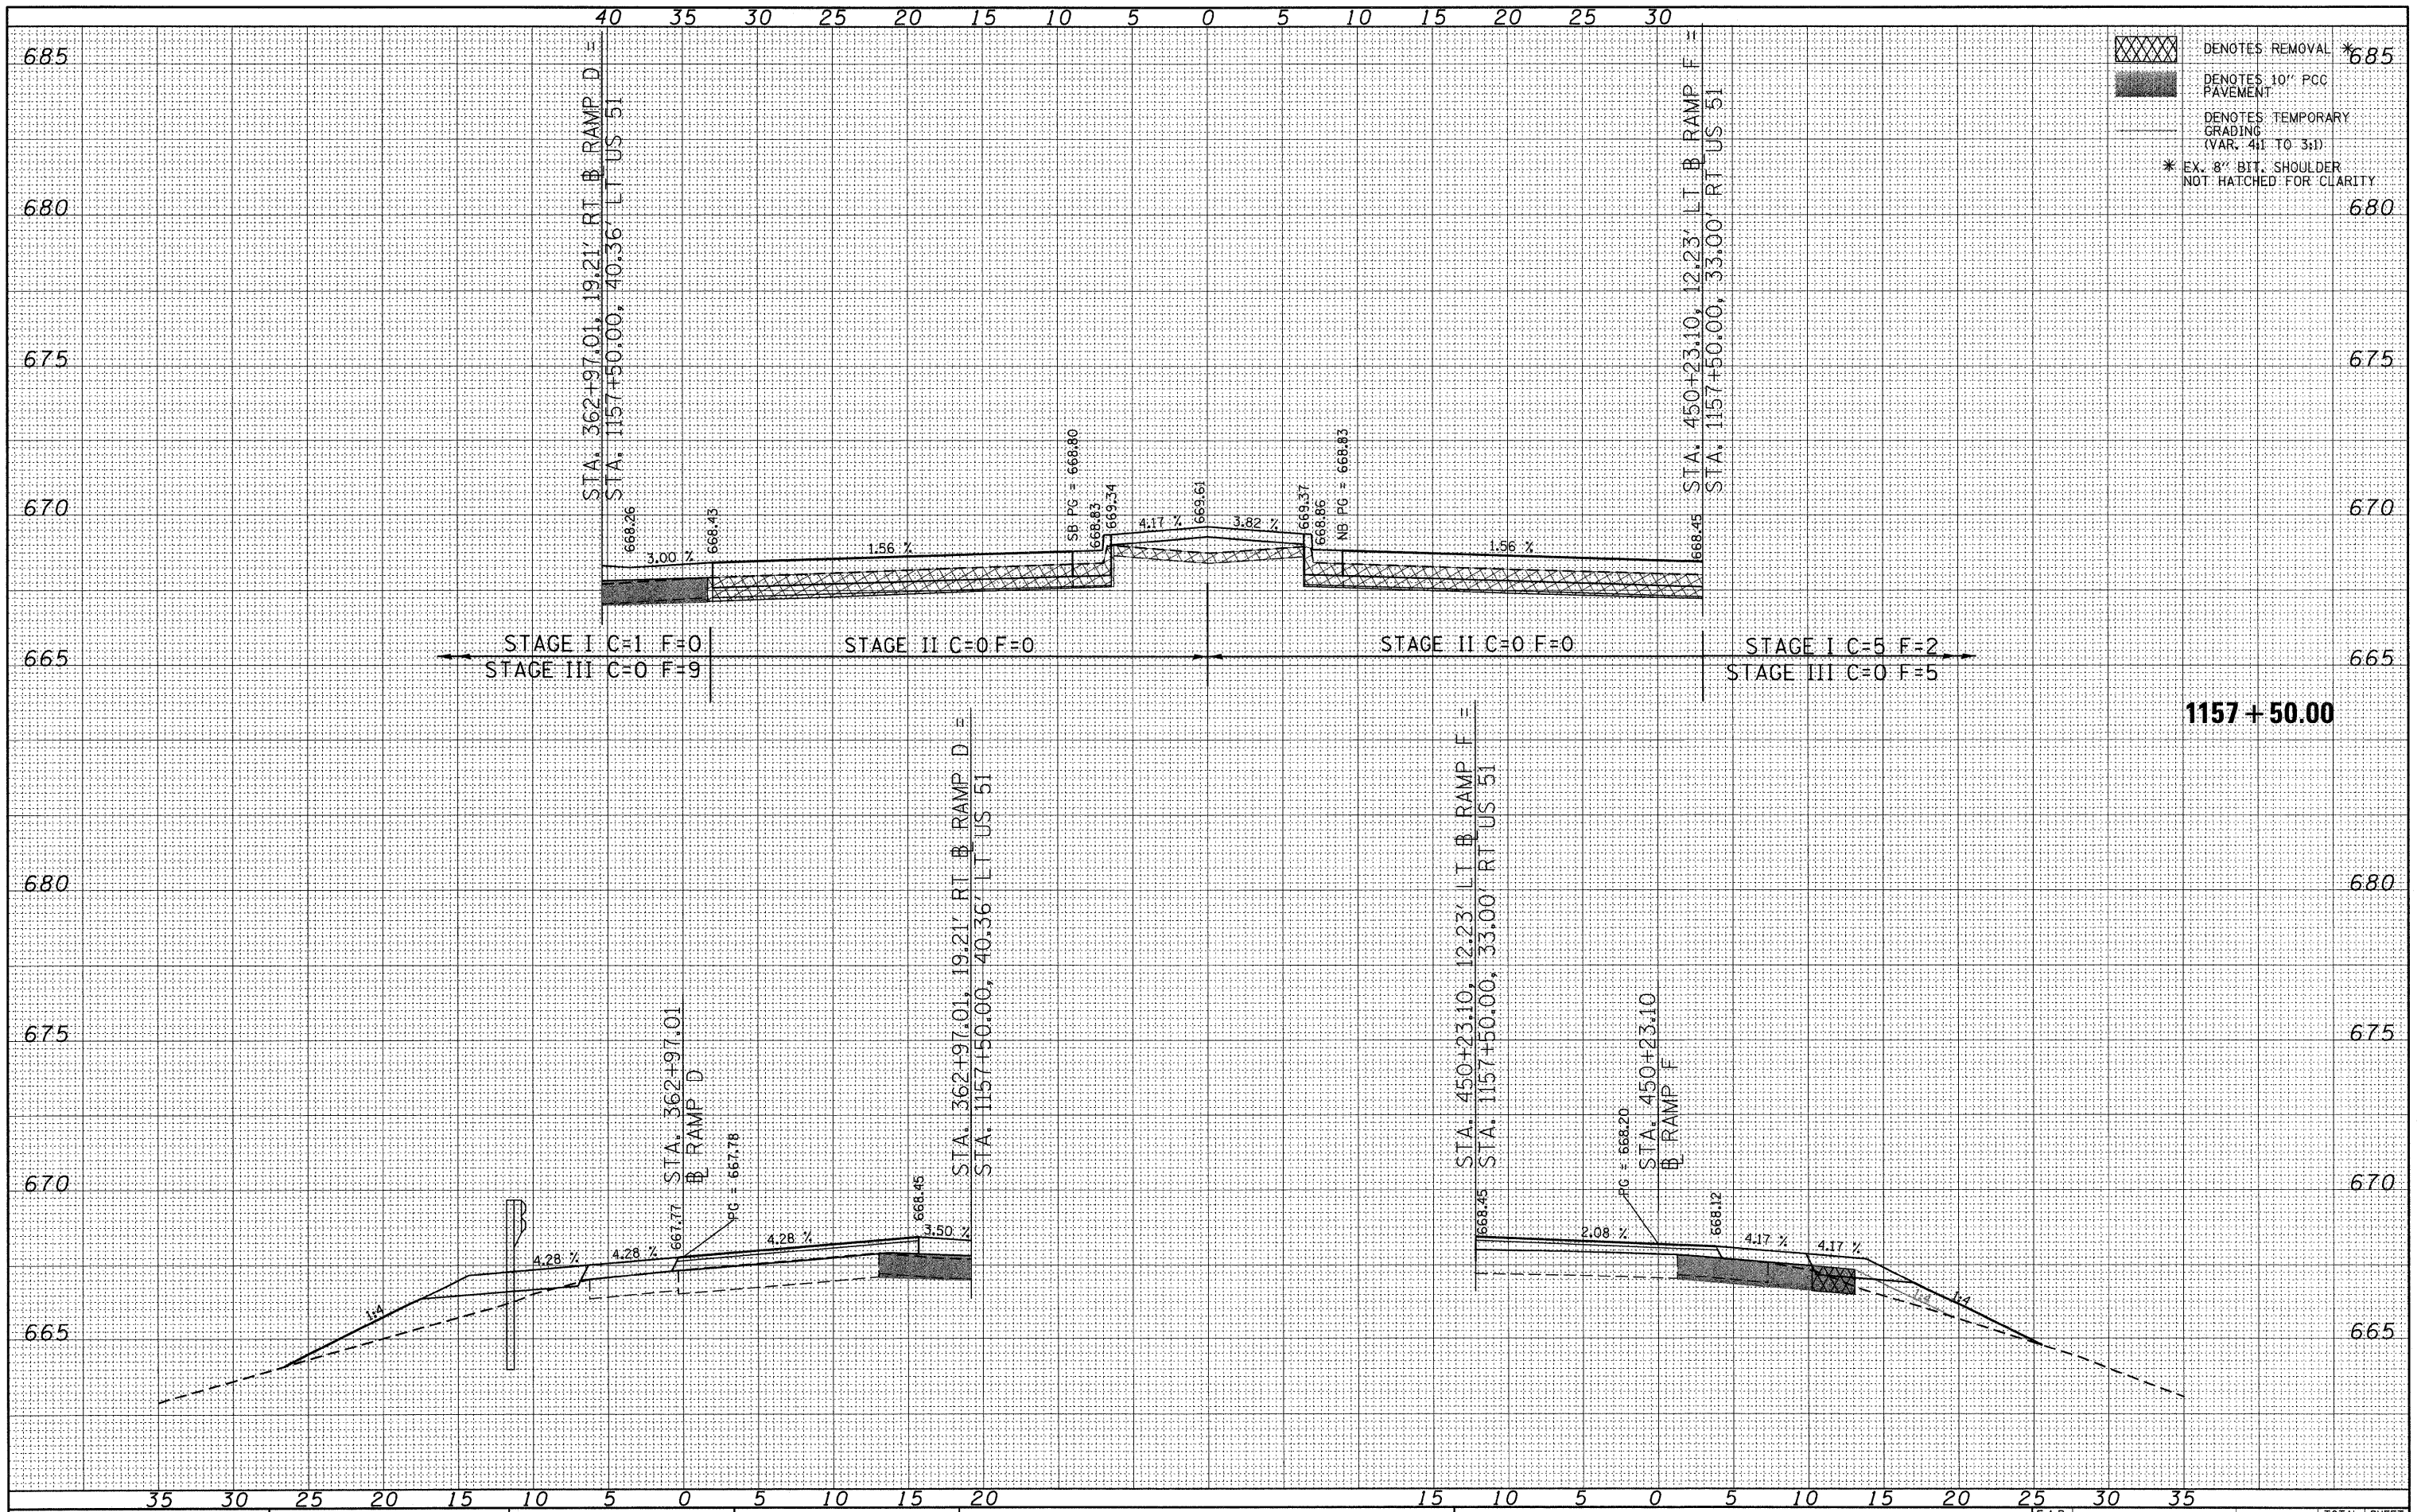 40 35 30 25 20 15 10 5 0 5 10 15 20 25 30
685
680
675
670
665
685
680
675
670
665
DENOTES REMOVAL *
DENOTES 10" PCC
PAVEMENT
DENOTES TEMPORARY
GRADING
(VAR. 4:1 TO 3:1)
* EX. 8" BIT. SHOULDER
NOT HATCHED FOR CLARITY
STA. 362+97.01, 19.21' RT ⅊ RAMP D =
STA. 1157+50.00, 40.36' LT US 51
STA. 450+23.10, 12.23' LT ⅊ RAMP F =
STA. 1157+50.00, 33.00' RT US 51
668.26
3.00 %
668.43
1.56 %
SB PG = 668.80
668.83
669.34
4.17 %
669.61
3.82 %
669.37
668.86
NB PG = 668.83
1.56 %
668.45
STAGE I C=1 F=0
STAGE III C=0 F=9
STAGE II C=0 F=0
STAGE II C=0 F=0
STAGE I C=5 F=2
STAGE III C=0 F=5
1157 + 50.00
680
675
670
665
680
675
670
665
STA. 362+97.01
⅊ RAMP D
STA. 362+97.01, 19.21' RT ⅊ RAMP D =
STA. 1157+50.00, 40.36' LT US 51
1:4
4.28 %
4.28 %
667.77
PG = 667.78
4.28 %
668.45
3.50 %
STA. 450+23.10, 12.23' LT ⅊ RAMP F =
STA. 1157+50.00, 33.00' RT US 51
STA. 450+23.10
⅊ RAMP F
668.45
2.08 %
PG = 668.20
668.12
4.17 %
4.17 %
1:4
1:4
35 30 25 20 15 10 5 0 5 10 15 20
15 10 5 0 5 10 15 20 25 30 35